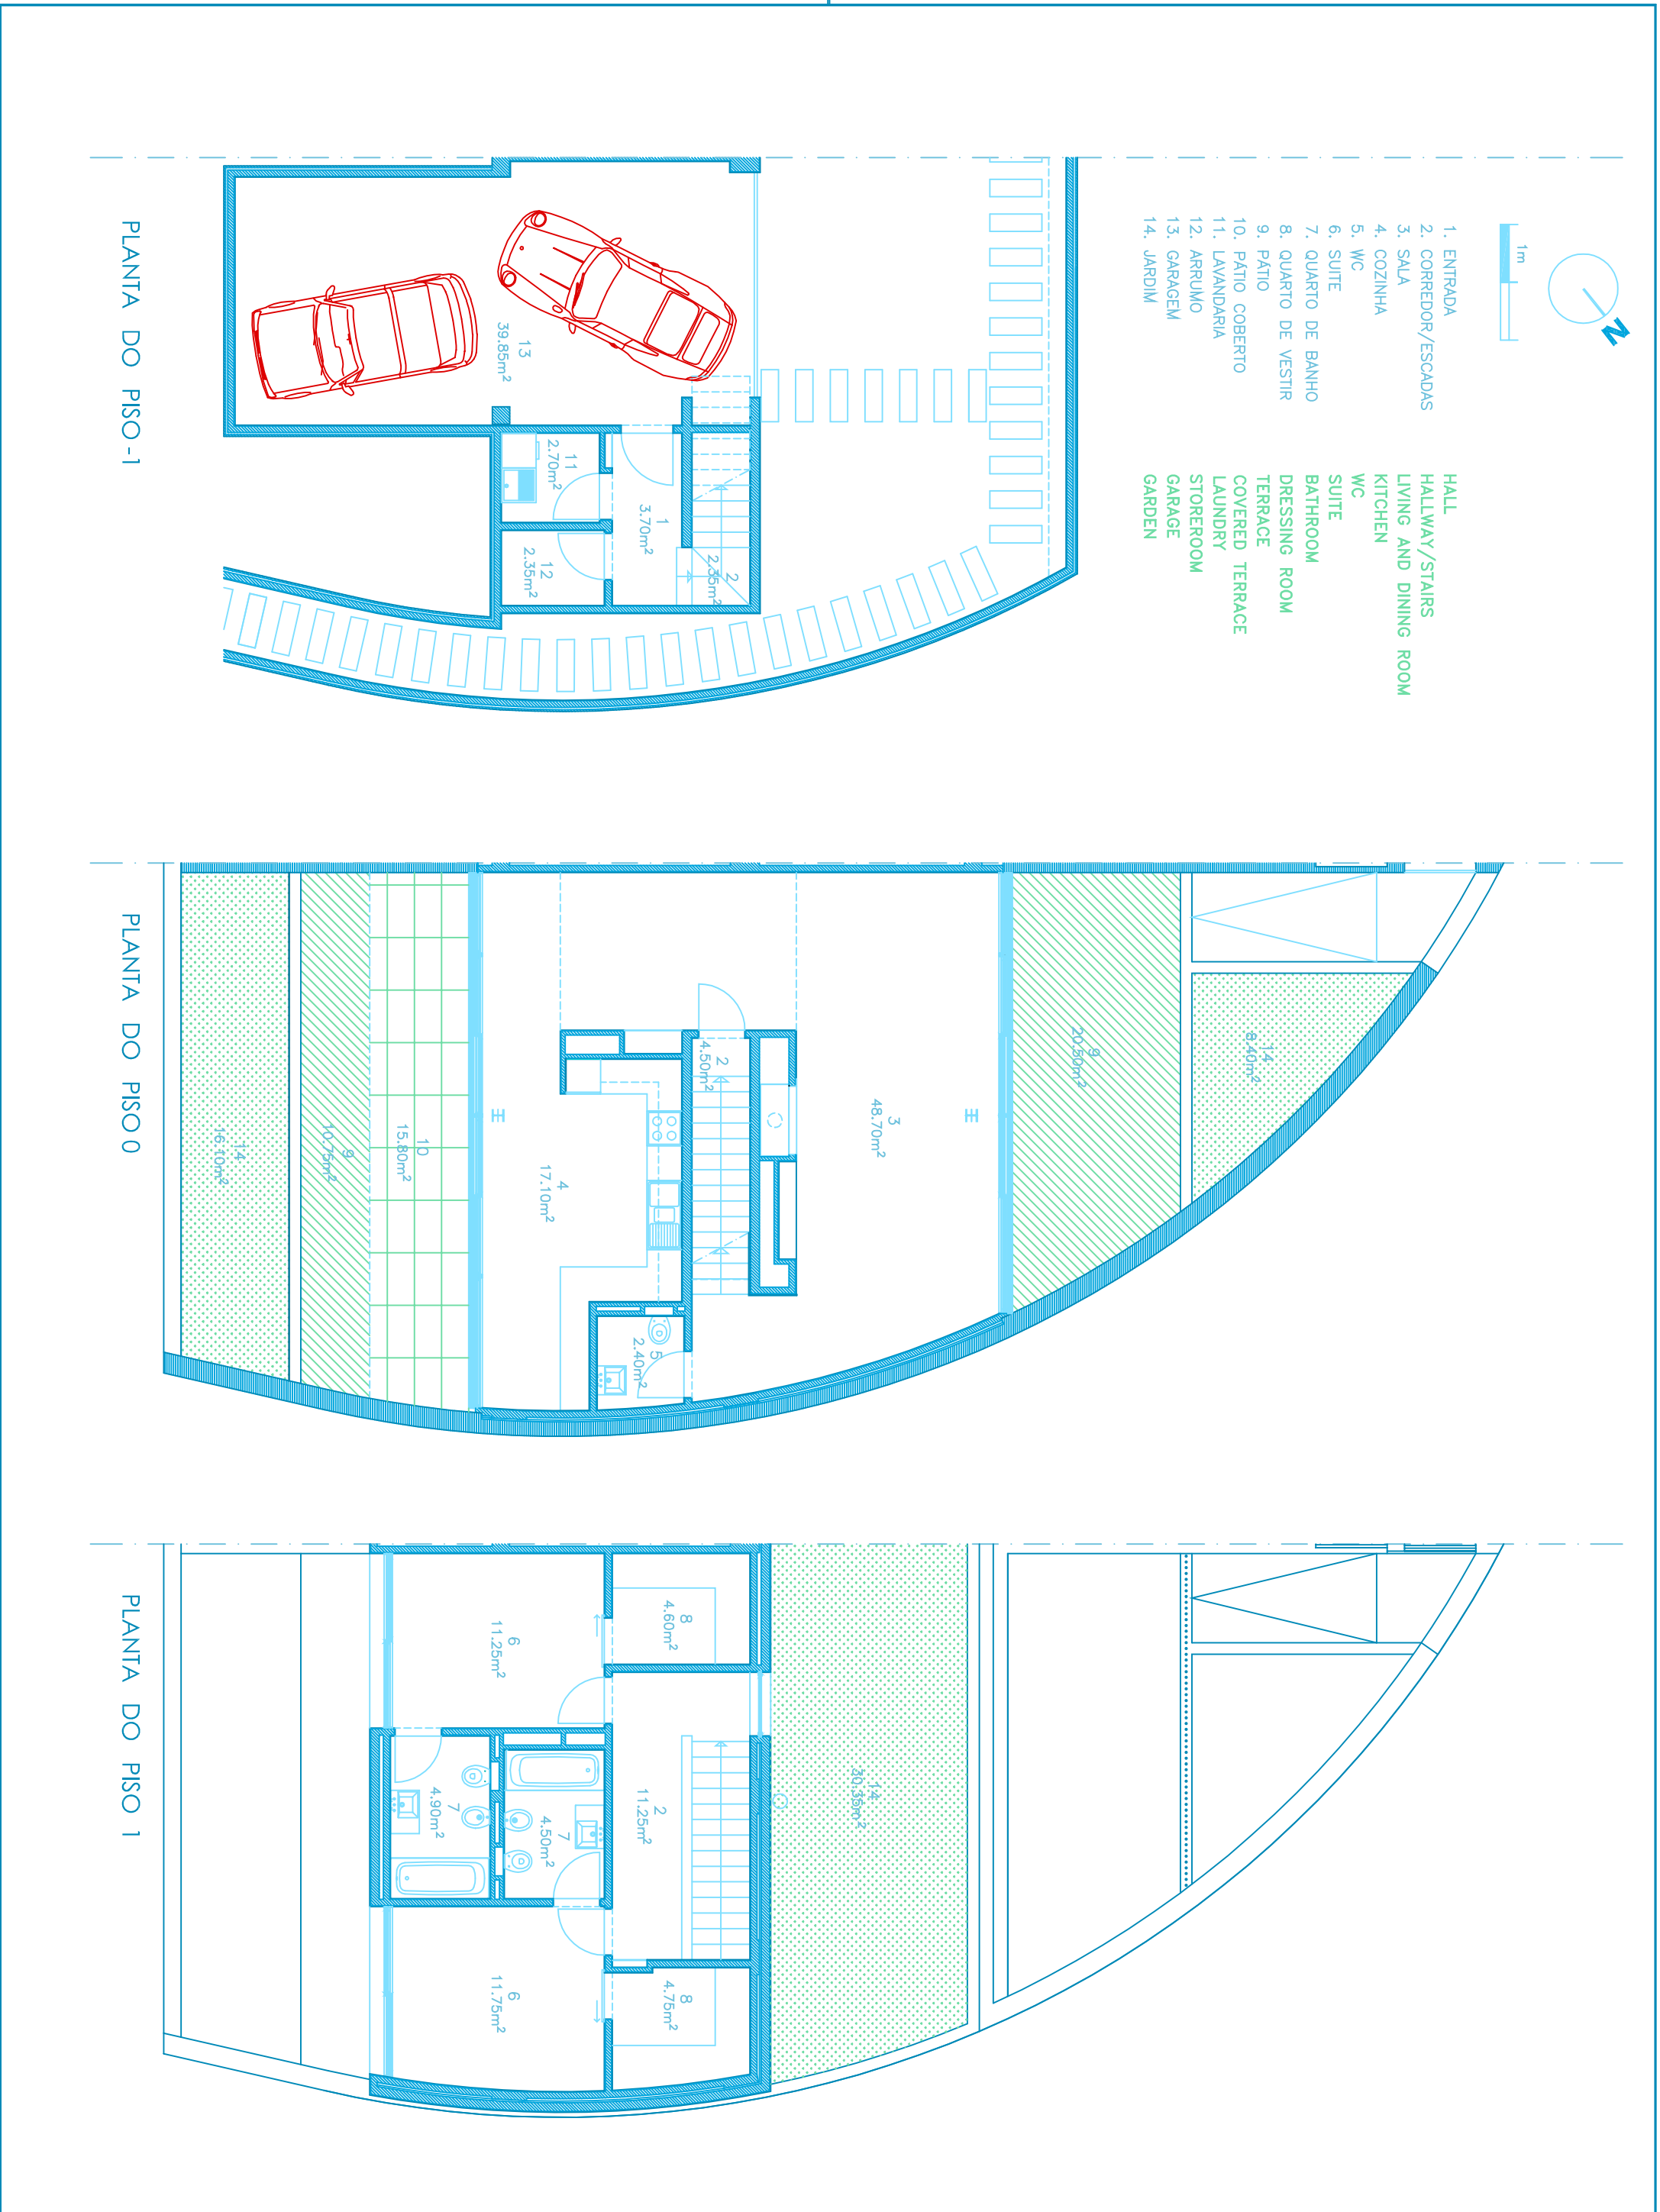 N
1m
1. ENTRADA
2. CORREDOR/ESCADAS
3. SALA
4. COZINHA
5. WC
6. SUITE
7. QUARTO DE BANHO
8. QUARTO DE VESTIR
9. PÁTIO
10. PÁTIO COBERTO
11. LAVANDARIA
12. ARRUMO
13. GARAGEM
14. JARDIM
HALL
HALLWAY/STAIRS
LIVING AND DINING ROOM
KITCHEN
WC
SUITE
BATHROOM
DRESSING ROOM
TERRACE
COVERED TERRACE
LAUNDRY
STOREROOM
GARAGE
GARDEN
13
39.85m²
11
2.70m²
1
3.70m²
12
2.35m²
2
2.35m²
PLANTA DO PISO -1
14
8.40m²
9
20.50m²
3
48.70m²
2
4.50m²
4
17.10m²
5
2.40m²
10
15.80m²
9
10.75m²
14
16.10m²
PLANTA DO PISO 0
14
30.35m²
8
4.60m²
2
11.25m²
8
4.75m²
6
11.25m²
7
4.50m²
7
4.90m²
6
11.75m²
PLANTA DO PISO 1